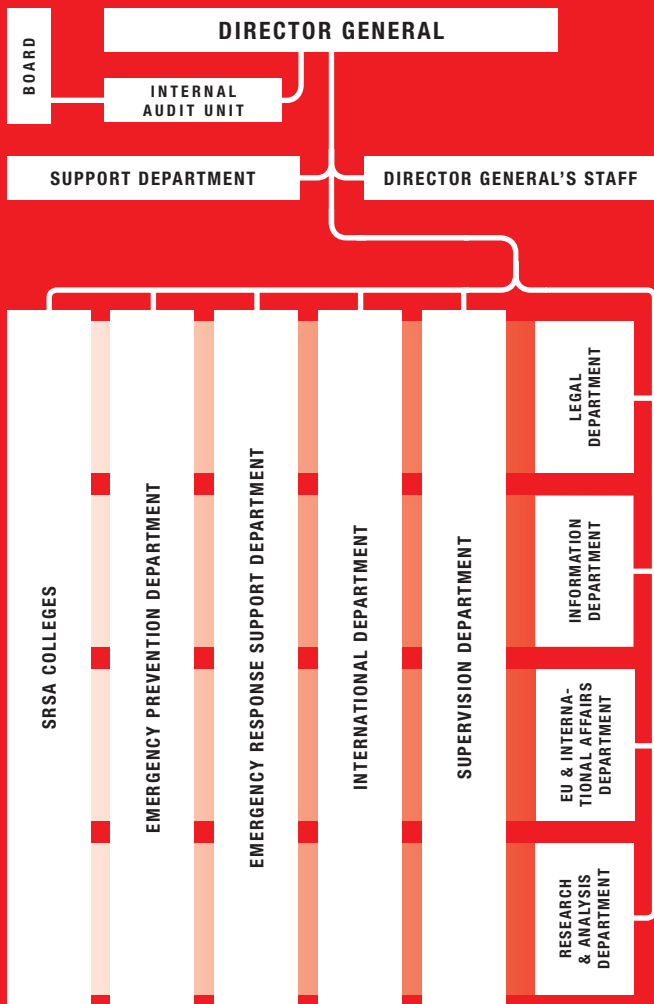 DIRECTOR GENERAL
BOARD
INTERNAL
AUDIT UNIT
SUPPORT DEPARTMENT
DIRECTOR GENERAL'S STAFF
SRSA COLLEGES
EMERGENCY PREVENTION DEPARTMENT
EMERGENCY RESPONSE SUPPORT DEPARTMENT
INTERNATIONAL DEPARTMENT
SUPERVISION DEPARTMENT
LEGAL
DEPARTMENT
INFORMATION
DEPARTMENT
EU & INTERNA-
TIONAL AFFAIRS
DEPARTMENT
RESEARCH
& ANALYSIS
DEPARTMENT